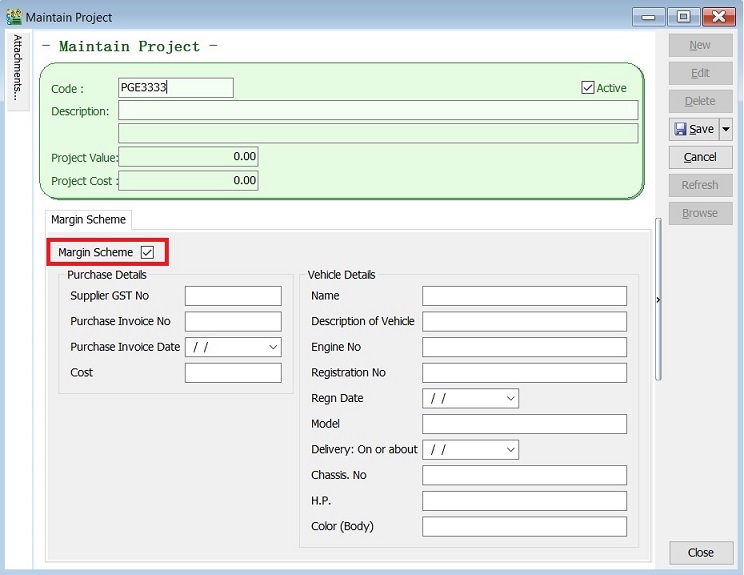 Maintain Project
Attachments...
- Maintain Project -
Code : PGE3333
Active
Description:
Project Value: 0.00
Project Cost : 0.00
Margin Scheme
Margin Scheme
Purchase Details
Supplier GST No
Purchase Invoice No
Purchase Invoice Date / /
Cost
Vehicle Details
Name
Description of Vehicle
Engine No
Registration No
Regn Date / /
Model
Delivery: On or about / /
Chassis. No
H.P.
Color (Body)
New
Edit
Delete
Save
Cancel
Refresh
Browse
Close